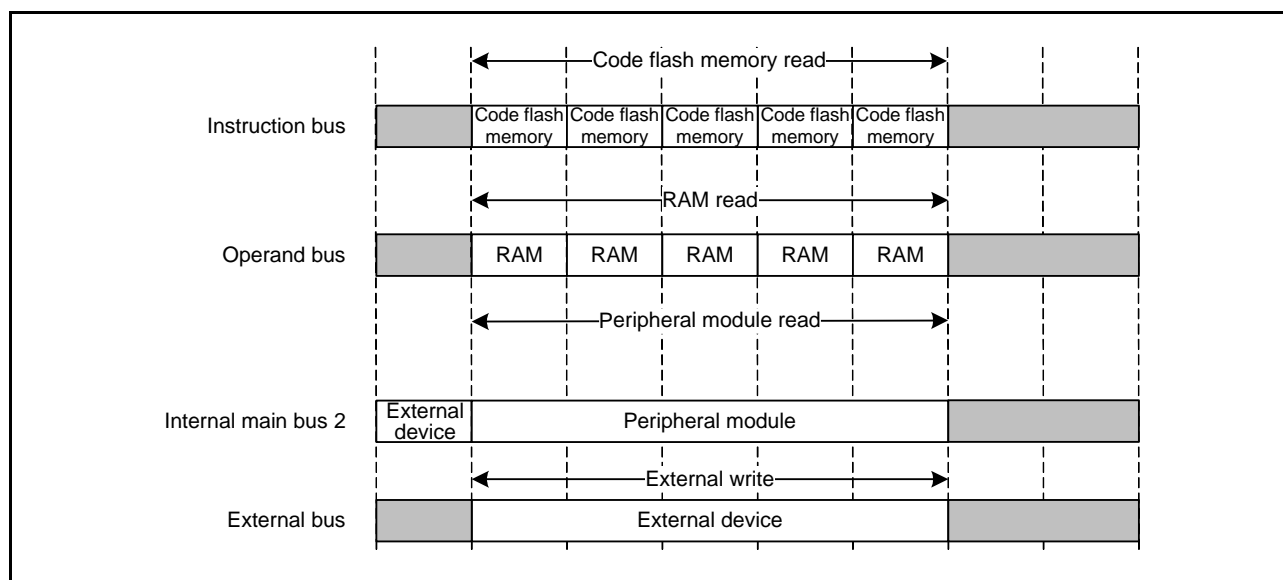 Code flash memory read
Instruction bus
Code flash Code flash Code flash Code flash Code flash
memory memory memory memory memory
RAM read
Operand bus
RAM RAM RAM RAM RAM
Peripheral module read
Internal main bus 2
External
device
Peripheral module
External write
External bus
External device